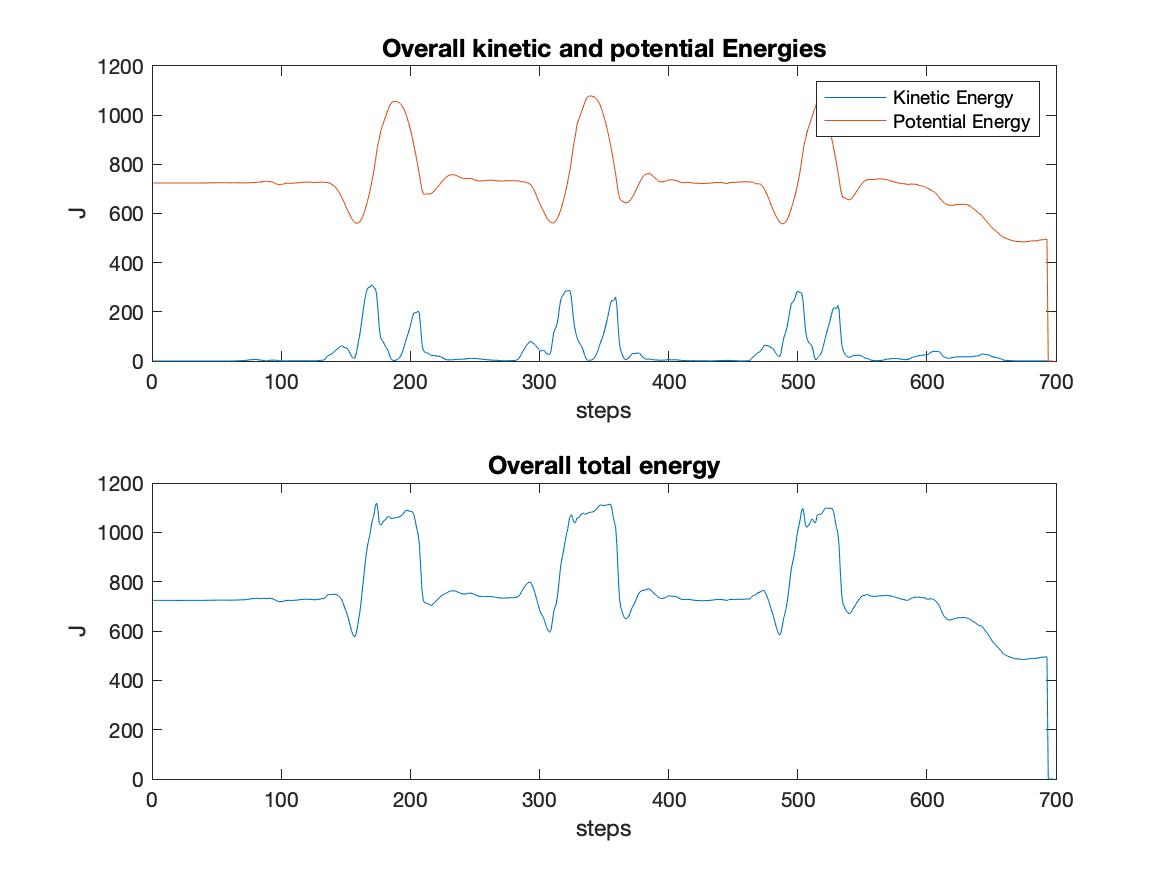 Overall kinetic and potential Energies
1200
1000
800
600
400
200
0
J
Kinetic Energy
Potential Energy
0 100 200 300 400 500 600 700
steps
Overall total energy
1200
1000
800
600
400
200
0
J
0 100 200 300 400 500 600 700
steps